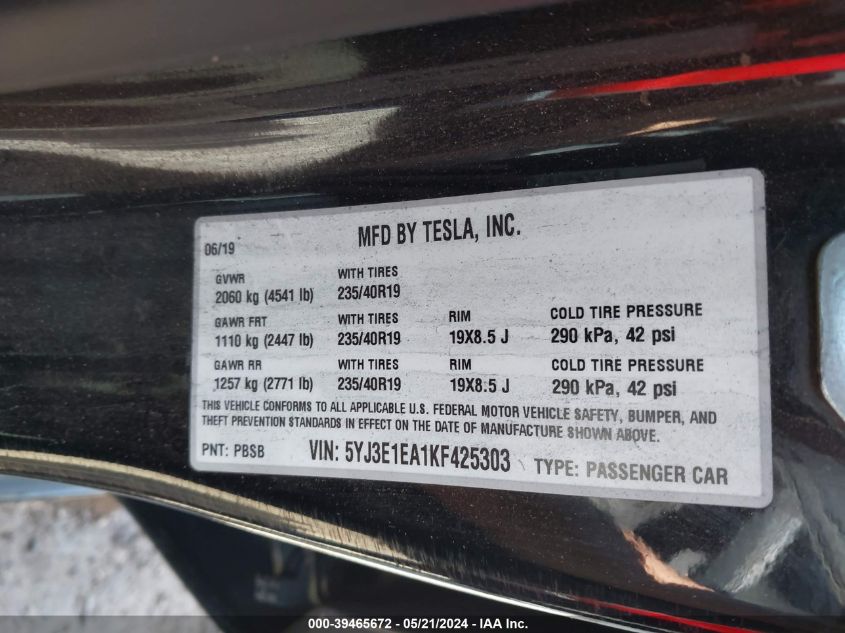 06/19 MFD BY TESLA, INC.
GVWR WITH TIRES
2060 kg (4541 lb) 235/40R19
GAWR FRT WITH TIRES RIM COLD TIRE PRESSURE
1110 kg (2447 lb) 235/40R19 19X8.5 J 290 kPa, 42 psi
GAWR RR WITH TIRES RIM COLD TIRE PRESSURE
1257 kg (2771 lb) 235/40R19 19X8.5 J 290 kPa, 42 psi
THIS VEHICLE CONFORMS TO ALL APPLICABLE U.S. FEDERAL MOTOR VEHICLE SAFETY, BUMPER, AND
THEFT PREVENTION STANDARDS IN EFFECT ON THE DATE OF MANUFACTURE SHOWN ABOVE.
PNT: PBSB VIN: 5YJ3E1EA1KF425303 TYPE: PASSENGER CAR
000-39465672 / 05/21/2024 - IAA Inc.